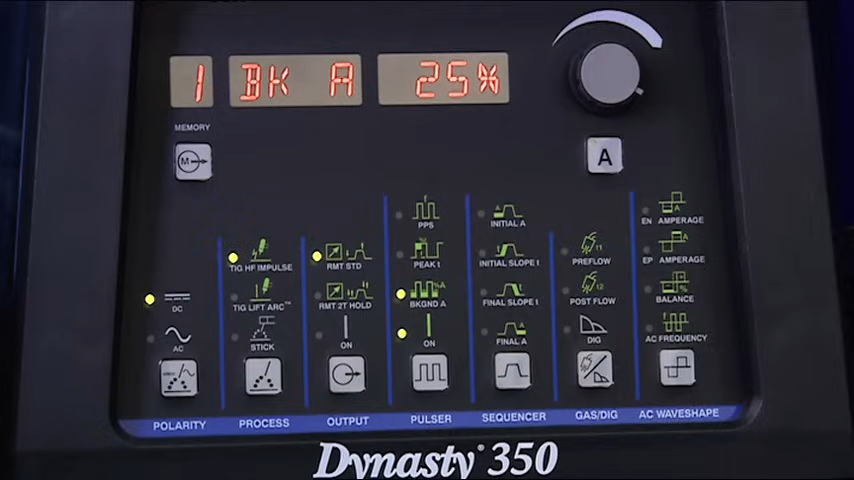 1 BK A 25%
MEMORY
M
A
PPS
PEAK t
%A
BKGND A
ON
A
INITIAL A
INITIAL SLOPE t
FINAL SLOPE t
A
FINAL A
A
EN AMPERAGE
A
EP AMPERAGE
BALANCE
AC FREQUENCY
TIG HF IMPULSE
TIG LIFT ARC™
STICK
RMT STD
RMT 2T HOLD
ON
t1
PREFLOW
t2
POST FLOW
DIG
DC
AC
POLARITY PROCESS OUTPUT PULSER SEQUENCER GAS/DIG AC WAVESHAPE
Dynasty® 350